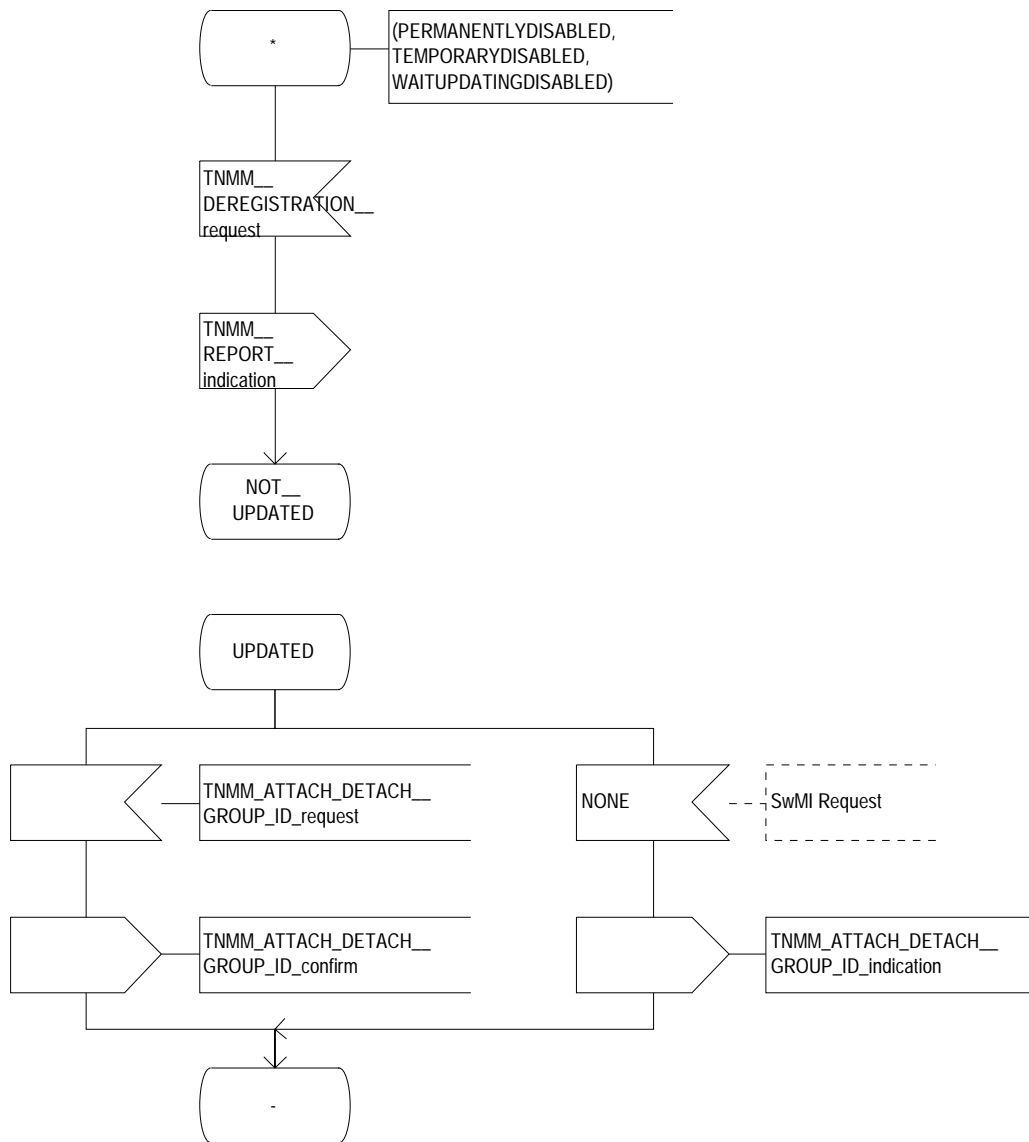 *
(PERMANENTLYDISABLED,
TEMPORARYDISABLED,
WAITUPDATINGDISABLED)
TNMM__
DEREGISTRATION__
request
TNMM__
REPORT__
indication
NOT__
UPDATED
UPDATED
TNMM_ATTACH_DETACH__
GROUP_ID_request
NONE
SwMI Request
TNMM_ATTACH_DETACH__
GROUP_ID_confirm
TNMM_ATTACH_DETACH__
GROUP_ID_indication
-